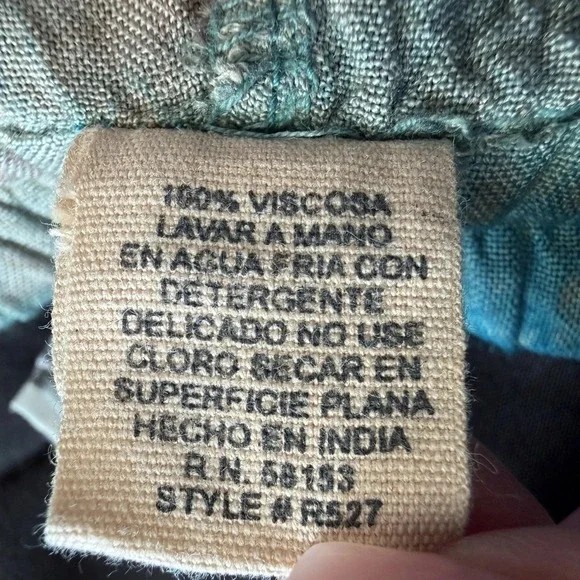 100% VISCOSA
LAVAR A MANO
EN AGUA FRIA CON
DETERGENTE
DELICADO NO USE
CLORO SECAR EN
SUPERFICIE PLANA
HECHO EN INDIA
R.N. 58153
STYLE # R527